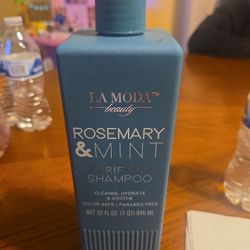 LA MODA™
beauty
ROSEMARY
& MINT
SHAMPOO
CLEANSE, HYDRATE
& SOOTHE
COLOR SAFE | PARABEN FREE
NET 32 FL.OZ. (1 QT) 946 ML